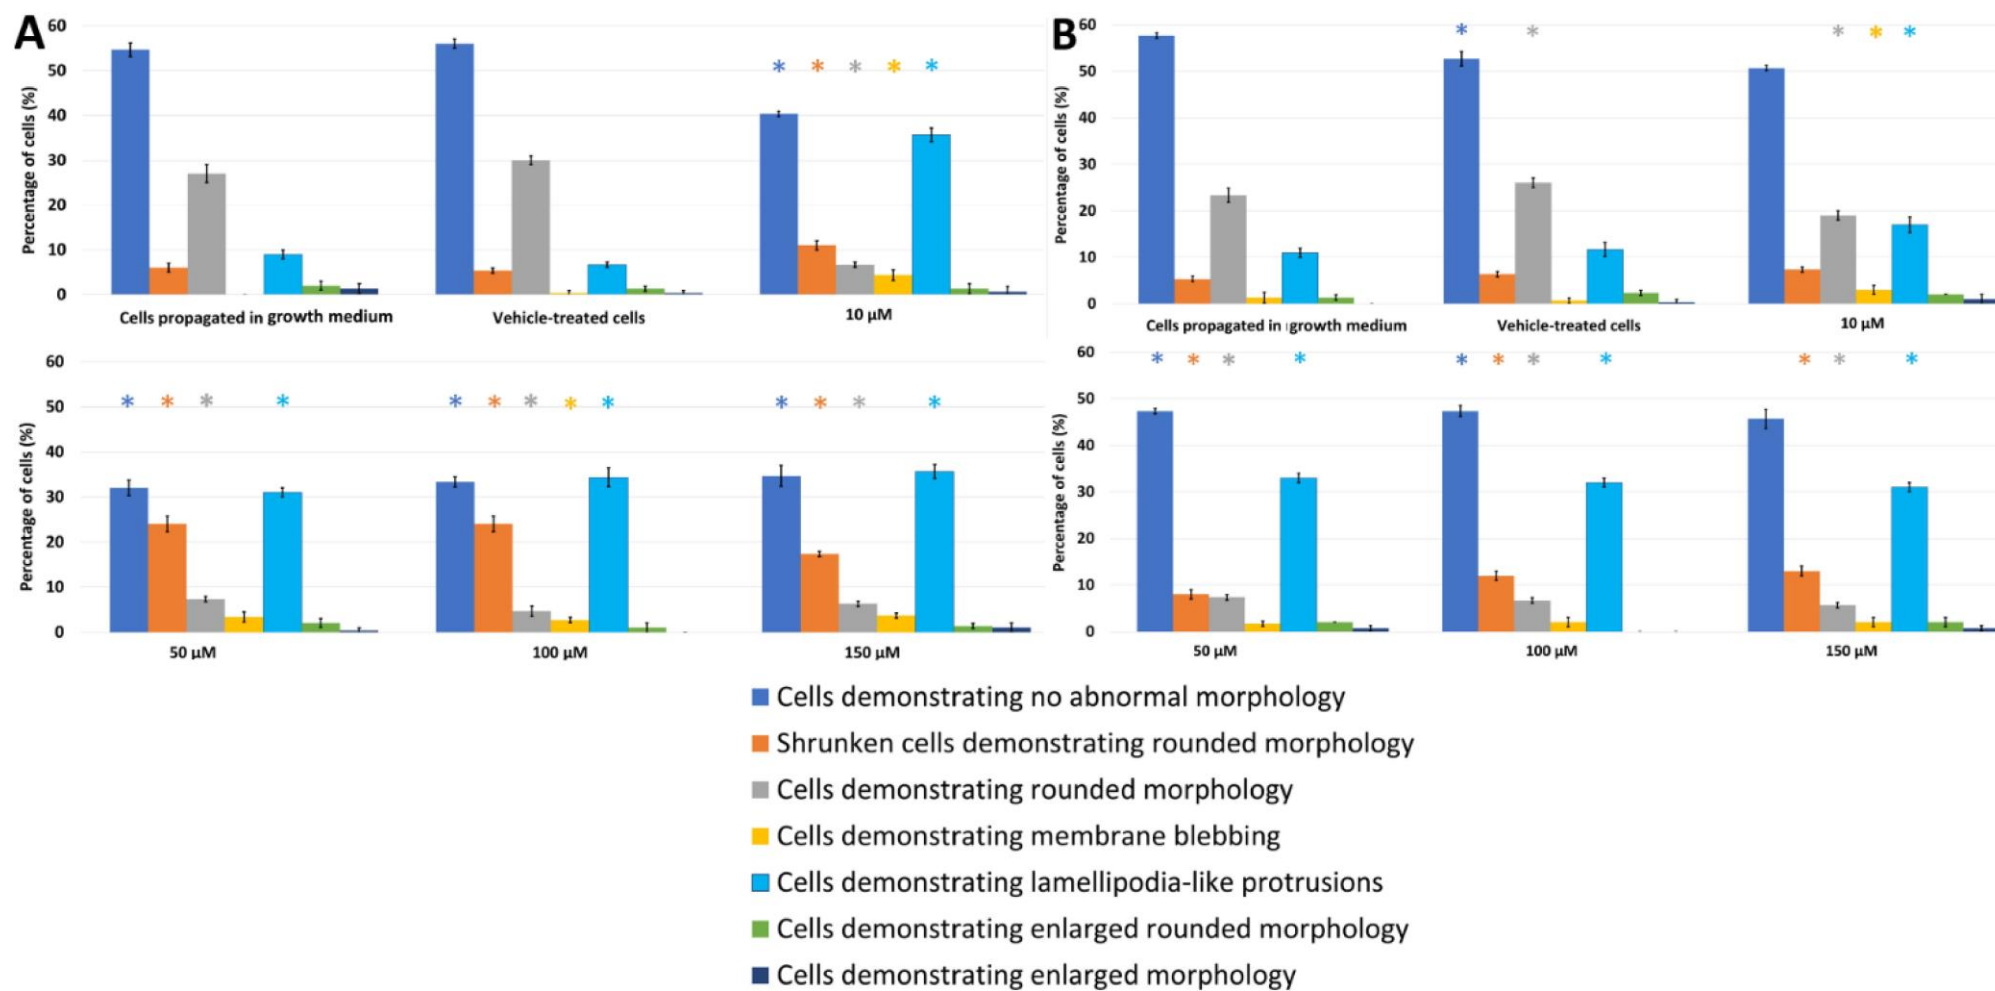 A
Percentage of cells (%)
60
50
40
30
20
10
0
* * * * *
Cells propagated in growth medium
Vehicle-treated cells
10 µM
B
Percentage of cells (%)
60
50
40
30
20
10
0
* * * * *
Cells propagated in growth medium
Vehicle-treated cells
10 µM
Percentage of cells (%)
60
50
40
30
20
10
0
* * * * * * * * * * * * *
50 µM
100 µM
150 µM
Percentage of cells (%)
60
50
40
30
20
10
0
* * * * * * * * * * *
50 µM
100 µM
150 µM
Cells demonstrating no abnormal morphology
Shrunken cells demonstrating rounded morphology
Cells demonstrating rounded morphology
Cells demonstrating membrane blebbing
Cells demonstrating lamellipodia-like protrusions
Cells demonstrating enlarged rounded morphology
Cells demonstrating enlarged morphology